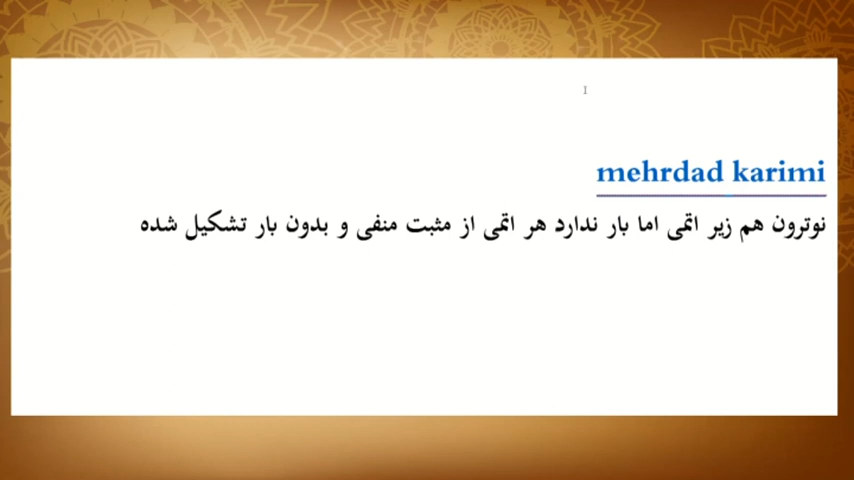 mehrdad karimi
نوترون هم زیر اتمی اما بار ندارد هر اتمی از مثبت منفی و بدون بار تشکیل شده